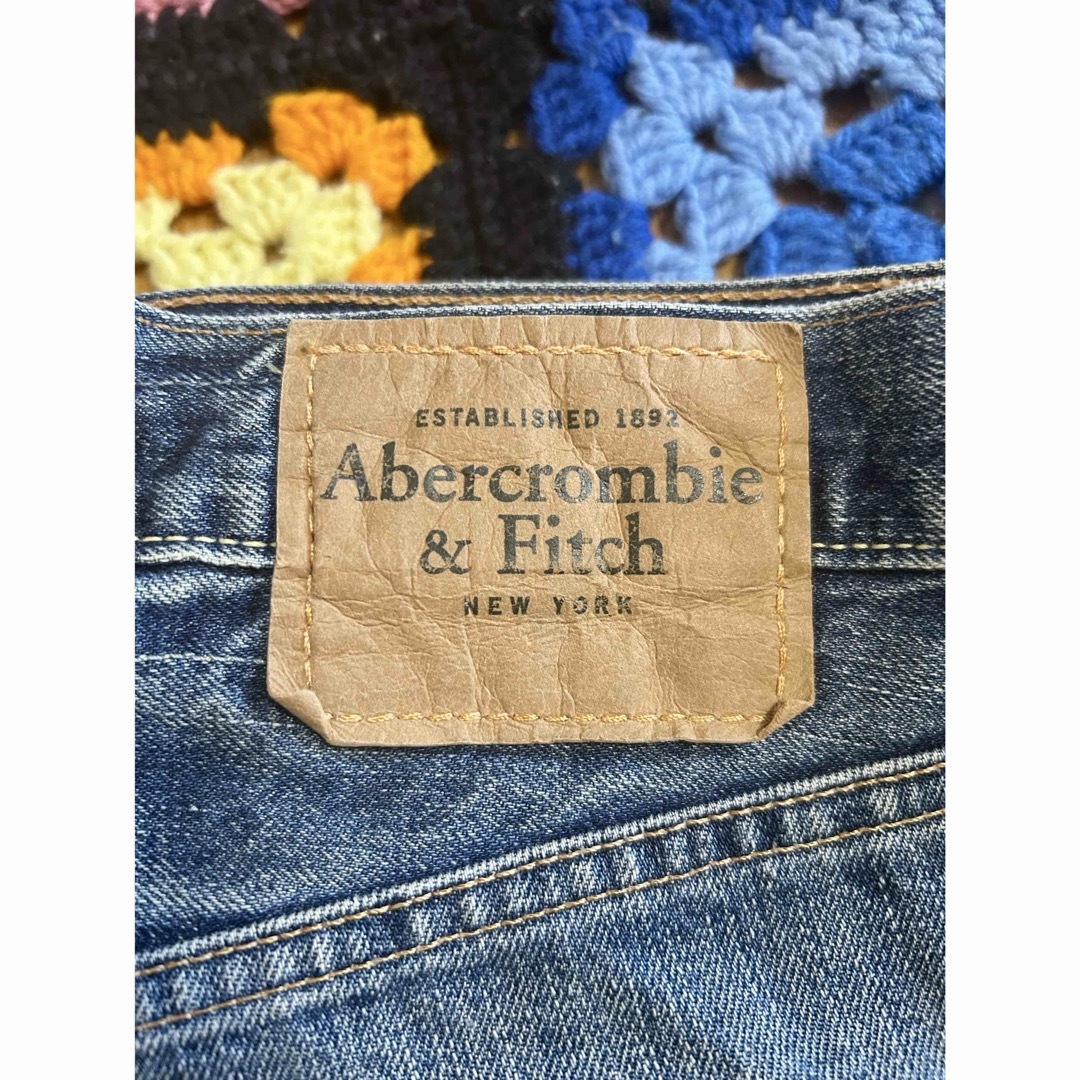 ESTABLISHED 1892
Abercrombie
& Fitch
NEW YORK